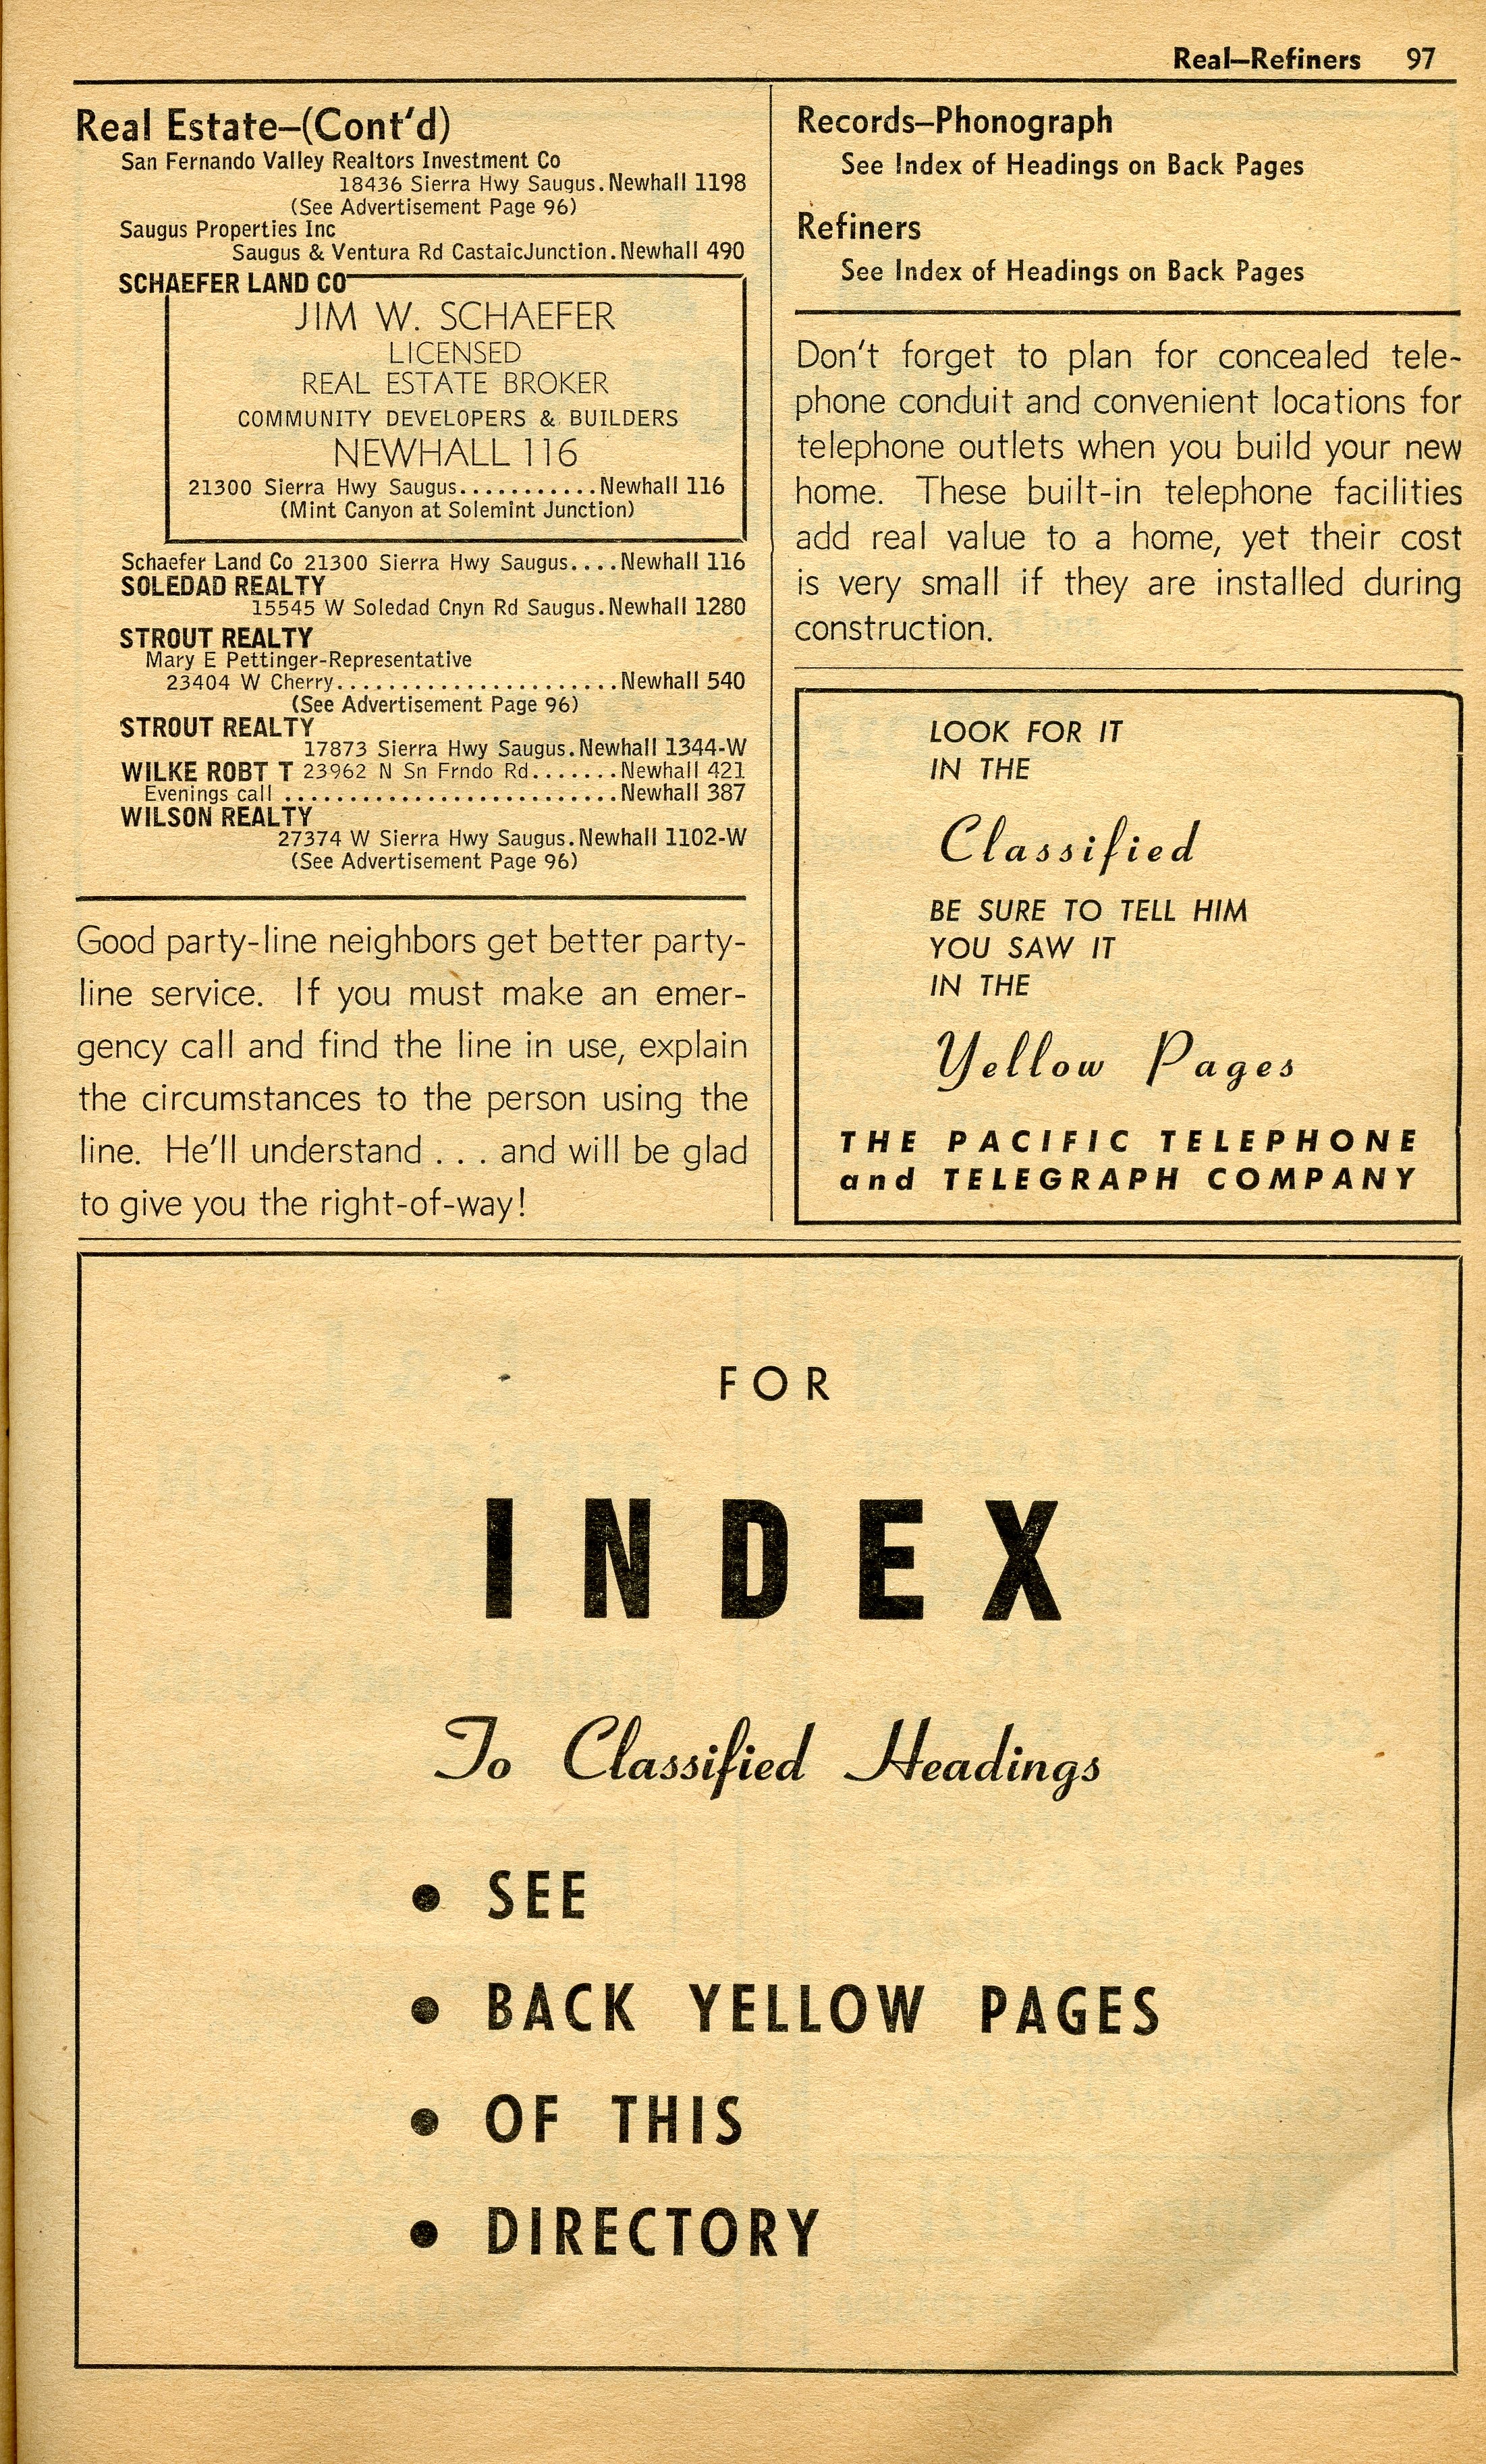 Real—Refiners 97
Real Estate—(Cont'd)
San Fernando Valley Realtors Investment Co
18436 Sierra Hwy Saugus.Newhall 1198
(See Advertisement Page 96)
Saugus Properties Inc
Saugus & Ventura Rd CastaicJunction.Newhall 490
SCHAEFER LAND CO
JIM W. SCHAEFER
LICENSED
REAL ESTATE BROKER
COMMUNITY DEVELOPERS & BUILDERS
NEWHALL 116
21300 Sierra Hwy Saugus...........Newhall 116
(Mint Canyon at Solemint Junction)
Schaefer Land Co 21300 Sierra Hwy Saugus....Newhall 116
SOLEDAD REALTY
15545 W Soledad Cnyn Rd Saugus.Newhall 1280
STROUT REALTY
Mary E Pettinger-Representative
23404 W Cherry......................Newhall 540
(See Advertisement Page 96)
STROUT REALTY
17873 Sierra Hwy Saugus.Newhall 1344-W
WILKE ROBT T 23962 N Sn Frndo Rd.......Newhall 421
Evenings call ..........................Newhall 387
WILSON REALTY
27374 W Sierra Hwy Saugus.Newhall 1102-W
(See Advertisement Page 96)
Good party-line neighbors get better party-
line service. If you must make an emer-
gency call and find the line in use, explain
the circumstances to the person using the
line. He'll understand . . . and will be glad
to give you the right-of-way!
Records—Phonograph
See Index of Headings on Back Pages
Refiners
See Index of Headings on Back Pages
Don't forget to plan for concealed tele-
phone conduit and convenient locations for
telephone outlets when you build your new
home. These built-in telephone facilities
add real value to a home, yet their cost
is very small if they are installed during
construction.
LOOK FOR IT
IN THE
Classified
BE SURE TO TELL HIM
YOU SAW IT
IN THE
Yellow Pages
THE PACIFIC TELEPHONE
and TELEGRAPH COMPANY
FOR
INDEX
To Classified Headings
• SEE
• BACK YELLOW PAGES
• OF THIS
• DIRECTORY